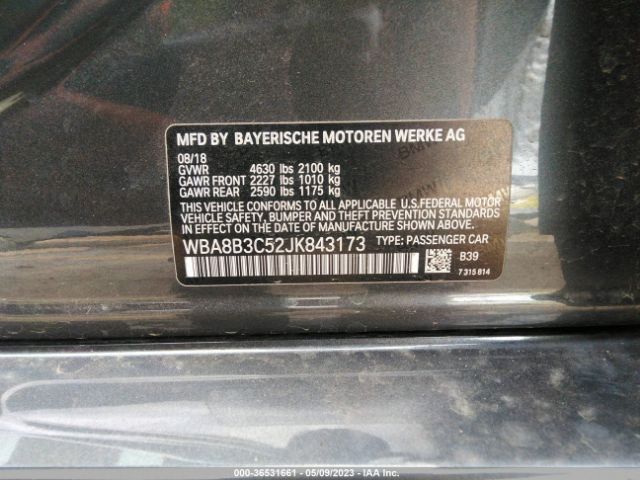 MFD BY BAYERISCHE MOTOREN WERKE AG
08/18
GVWR 4630 lbs 2100 kg
GAWR FRONT 2227 lbs 1010 kg
GAWR REAR 2590 lbs 1175 kg
THIS VEHICLE CONFORMS TO ALL APPLICABLE
U.S.FEDERAL MOTOR
VEHICLE SAFETY, BUMPER, AND THEFT PREVENTION STANDARDS
IN EFFECT ON THE DATE OF MANUFACTURE SHOWN ABOVE.
WBA8B3C52JK843173 TYPE: PASSENGER CAR
B39
7 315 814
000-36531661 - 05/09/2023 - IAA Inc.